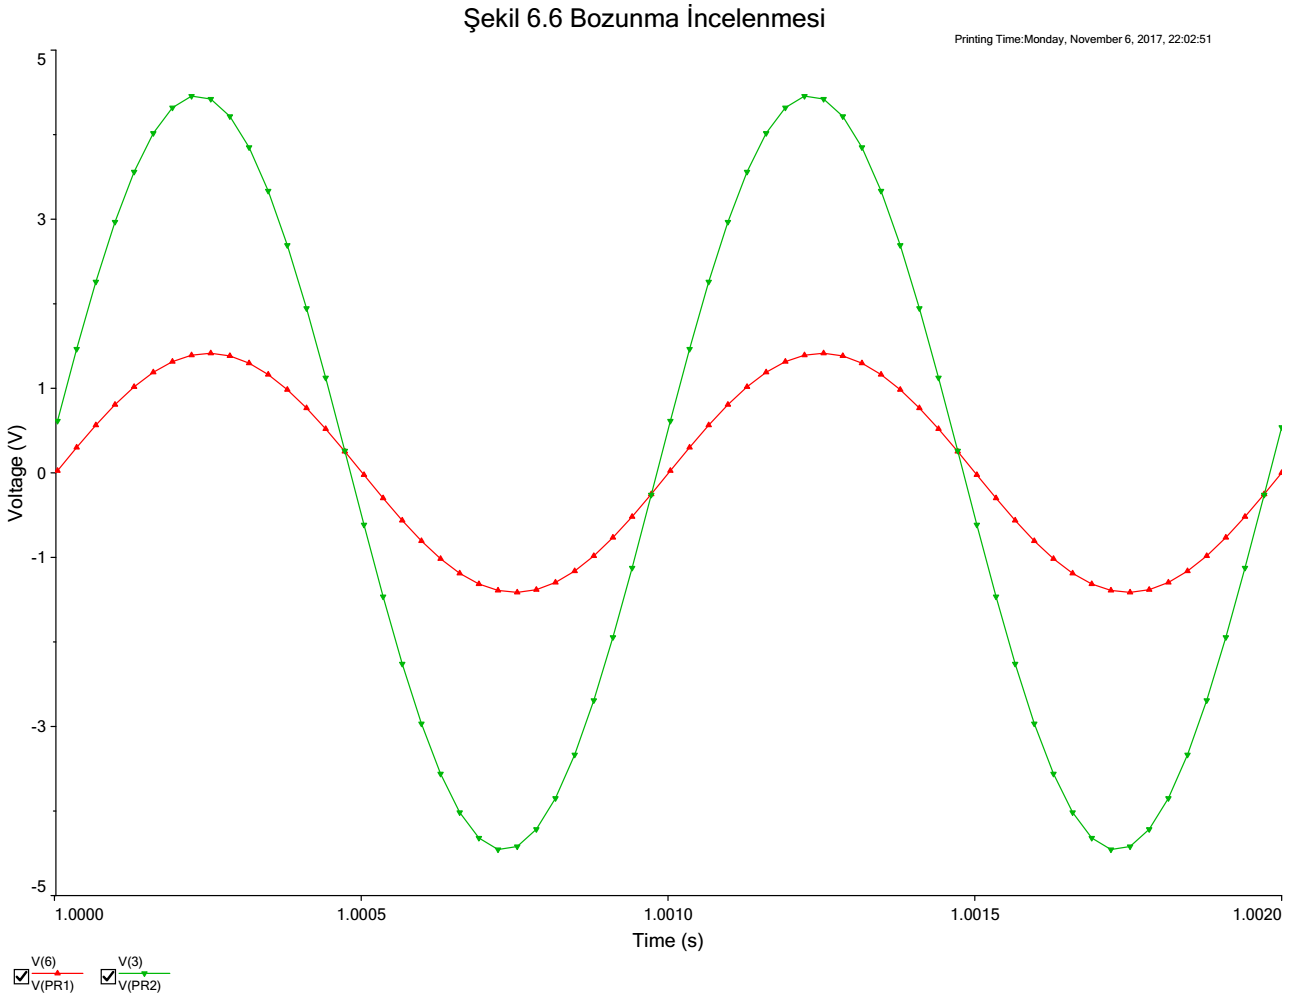 Şekil 6.6 Bozunma İncelenmesi
Printing Time:Monday, November 6, 2017, 22:02:51
5
3
1
0
-1
-3
-5
Voltage (V)
1.0000 1.0005 1.0010 1.0015 1.0020
Time (s)
V(6) V(3)
V(PR1) V(PR2)